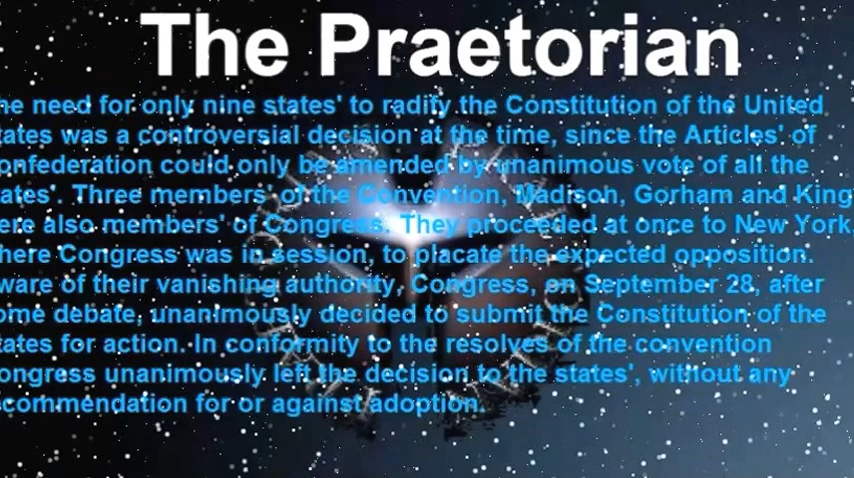 The Praetorian
he need for only nine states' to radify the Constitution of the United
tates was a controversial decision at the time, since the Articles' of
onfederation could only be amended by unanimous vote of all the
tates'. Three members' of the Convention, Madison, Gorham and King
ere also members' of Congress. They proceeded at once to New York,
here Congress was in session, to placate the expected opposition.
ware of their vanishing authority, Congress, on September 28, after
ome debate, unanimously decided to submit the Constitution of the
tates for action. In conformity to the resolves of the convention
ongress unanimously left the decision to the states', without any
commendation for or against adoption.